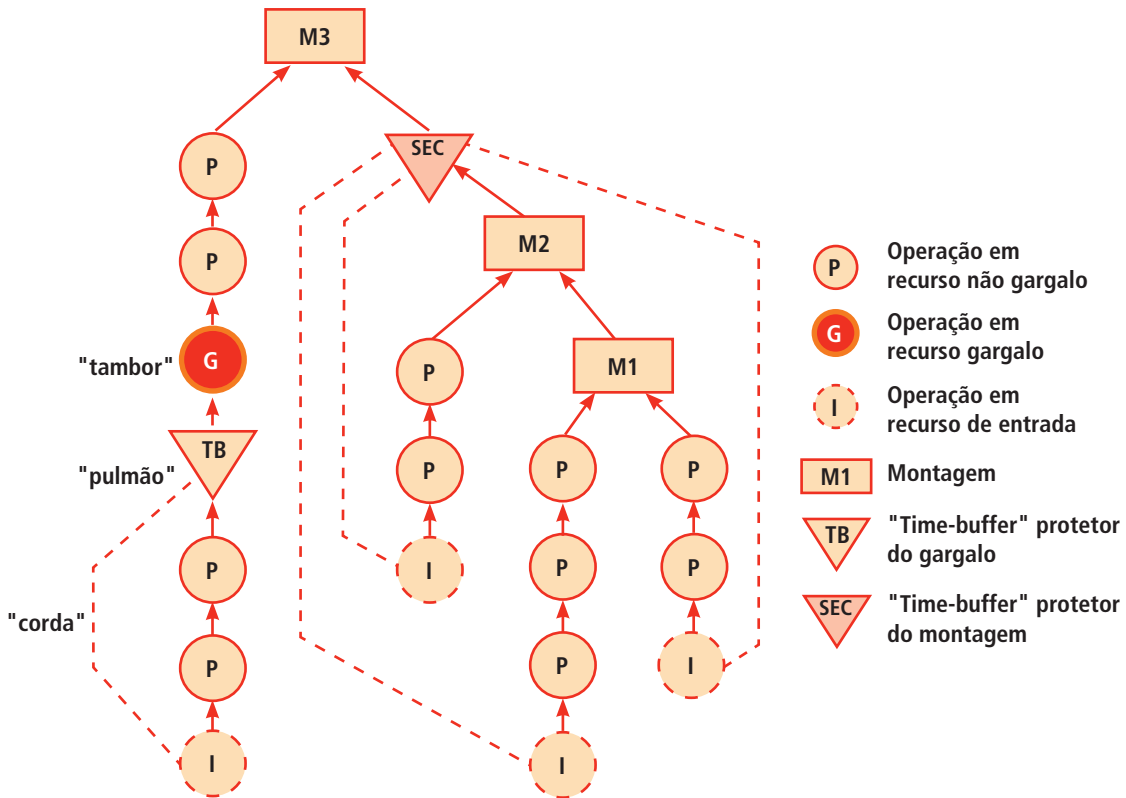 M3
P
SEC
P
M2
"tambor"
G
P
M1
"pulmão"
TB
P
P
P
"corda"
P
I
P
P
P
P
I
I
I
P
Operação em
recurso não gargalo
G
Operação em
recurso gargalo
I
Operação em
recurso de entrada
M1
Montagem
TB
"Time-buffer" protetor
do gargalo
SEC
"Time-buffer" protetor
do montagem